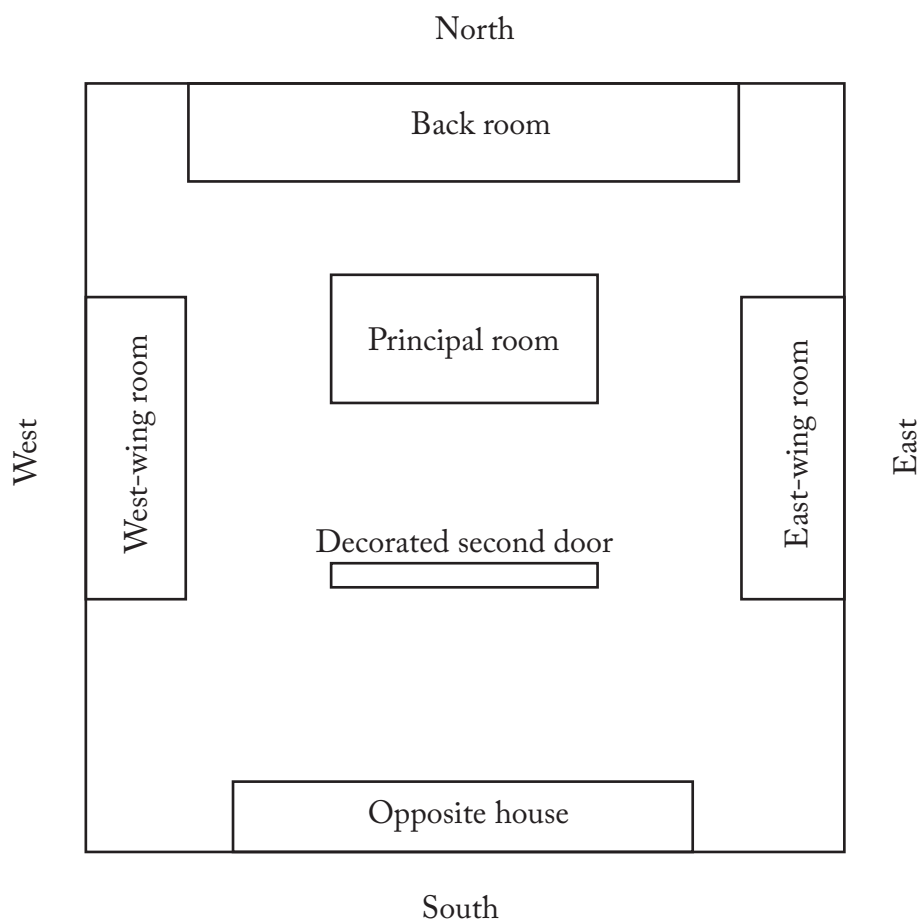 North
Back room
Principal room
West
West-wing room
East-wing room
East
Decorated second door
Opposite house
South